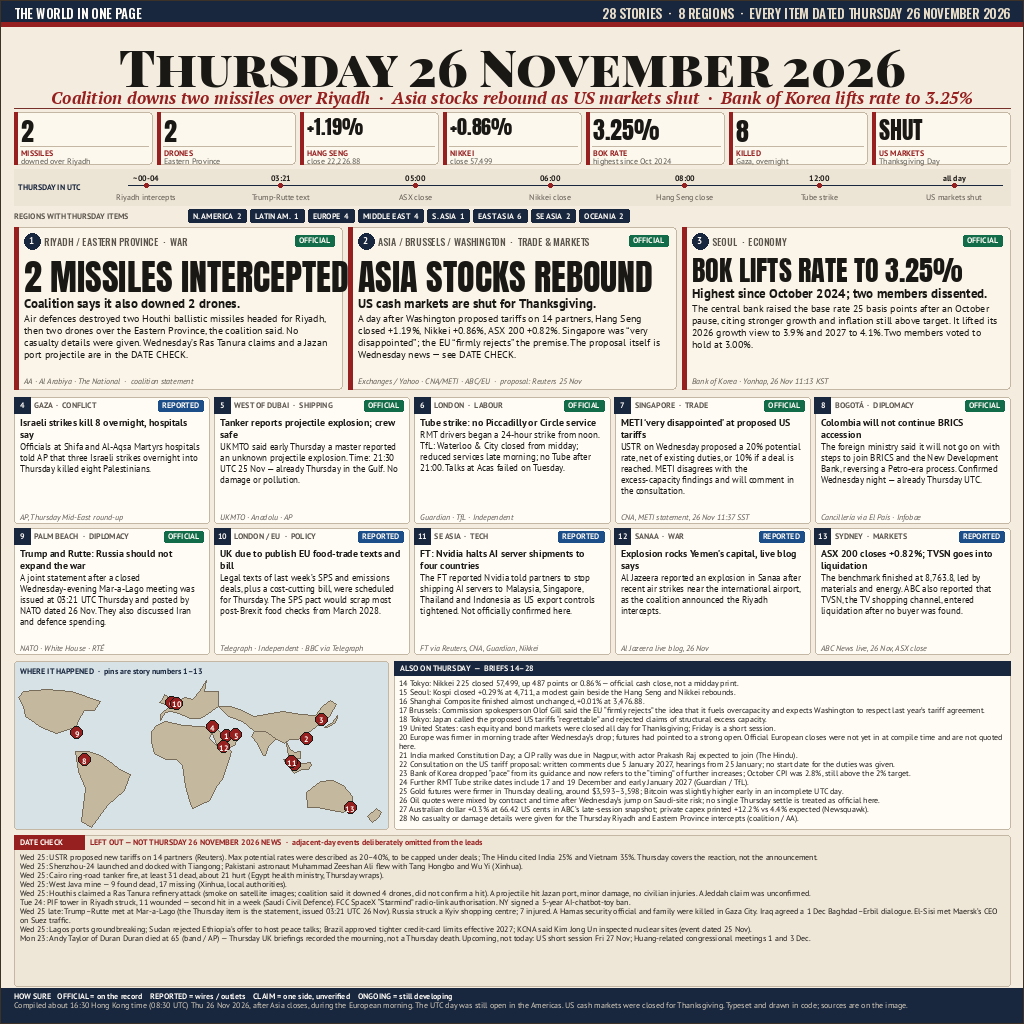 THE WORLD IN ONE PAGE
28 STORIES · 8 REGIONS · EVERY ITEM DATED THURSDAY 26 NOVEMBER 2026
THURSDAY 26 NOVEMBER 2026
Coalition downs two missiles over Riyadh · Asia stocks rebound as US markets shut · Bank of Korea lifts rate to 3.25%
2
MISSILES
downed over Riyadh
2
DRONES
Eastern Province
+1.19%
HANG SENG
close 22,226.88
+0.86%
NIKKEI
close 57,499
3.25%
BOK RATE
highest since Oct 2024
8
KILLED
Gaza, overnight
SHUT
US MARKETS
Thanksgiving Day
THURSDAY IN UTC
~00-04
Riyadh intercepts
03:21
Trump-Rutte text
05:00
ASX close
06:00
Nikkei close
08:00
Hang Seng close
12:00
Tube strike
all day
US markets shut
REGIONS WITH THURSDAY ITEMS
N. AMERICA 2
LATIN AM. 1
EUROPE 4
MIDDLE EAST 4
S. ASIA 1
EAST ASIA 6
SE ASIA 2
OCEANIA 2
1 RIYADH / EASTERN PROVINCE · WAR OFFICIAL
2 MISSILES INTERCEPTED
Coalition says it also downed 2 drones.
Air defences destroyed two Houthi ballistic missiles headed for Riyadh,
then two drones over the Eastern Province, the coalition said. No
casualty details were given. Wednesday's Ras Tanura claims and a Jazan
port projectile are in the DATE CHECK.
AA · Al Arabiya · The National · coalition statement
2 ASIA / BRUSSELS / WASHINGTON · TRADE & MARKETS OFFICIAL
ASIA STOCKS REBOUND
US cash markets are shut for Thanksgiving.
A day after Washington proposed tariffs on 14 partners, Hang Seng
closed +1.19%, Nikkei +0.86%, ASX 200 +0.82%. Singapore was "very
disappointed"; the EU "firmly rejects" the premise. The proposal itself is
Wednesday news — see DATE CHECK.
Exchanges / Yahoo · CNA/METI · ABC/EU · proposal: Reuters 25 Nov
3 SEOUL · ECONOMY OFFICIAL
BOK LIFTS RATE TO 3.25%
Highest since October 2024; two members dissented.
The central bank raised the base rate 25 basis points after an October
pause, citing stronger growth and inflation still above target. It lifted its
2026 growth view to 3.9% and 2027 to 4.1%. Two members voted to
hold at 3.00%.
Bank of Korea · Yonhap, 26 Nov 11:13 KST
4 GAZA · CONFLICT REPORTED
Israeli strikes kill 8 overnight, hospitals
say
Officials at Shifa and Al-Aqsa Martyrs hospitals
told AP that three Israeli strikes overnight into
Thursday killed eight Palestinians.
AP, Thursday Mid-East round-up
5 WEST OF DUBAI · SHIPPING OFFICIAL
Tanker reports projectile explosion; crew
safe
UKMTO said early Thursday a master reported
an unknown projectile explosion. Time: 21:30
UTC 25 Nov — already Thursday in the Gulf. No
damage or pollution.
UKMTO · Anadolu · AP
6 LONDON · LABOUR OFFICIAL
Tube strike: no Piccadilly or Circle service
RMT drivers began a 24-hour strike from noon.
TfL: Waterloo & City closed from midday;
reduced services late morning; no Tube after
21:00. Talks at Acas failed on Tuesday.
Guardian · TfL · Independent
7 SINGAPORE · TRADE OFFICIAL
METI 'very disappointed' at proposed US
tariffs
USTR on Wednesday proposed a 20% potential
rate, net of existing duties, or 10% if a deal is
reached. METI disagrees with the
excess-capacity findings and will comment in
the consultation.
CNA, METI statement, 26 Nov 11:37 SST
8 BOGOTÁ · DIPLOMACY OFFICIAL
Colombia will not continue BRICS
accession
The foreign ministry said it will not go on with
steps to join BRICS and the New Development
Bank, reversing a Petro-era process. Confirmed
Wednesday night — already Thursday UTC.
Cancillería via El País · Infobae
9 PALM BEACH · DIPLOMACY OFFICIAL
Trump and Rutte: Russia should not
expand the war
A joint statement after a closed
Wednesday-evening Mar-a-Lago meeting was
issued at 03:21 UTC Thursday and posted by
NATO dated 26 Nov. They also discussed Iran
and defence spending.
NATO · White House · RTÉ
10 LONDON / EU · POLICY REPORTED
UK due to publish EU food-trade texts and
bill
Legal texts of last week's SPS and emissions
deals, plus a cost-cutting bill, were scheduled
for Thursday. The SPS pact would scrap most
post-Brexit food checks from March 2028.
Telegraph · Independent · BBC via Telegraph
11 SE ASIA · TECH REPORTED
FT: Nvidia halts AI server shipments to
four countries
The FT reported Nvidia told partners to stop
shipping AI servers to Malaysia, Singapore,
Thailand and Indonesia as US export controls
tightened. Not officially confirmed here.
FT via Reuters, CNA, Guardian, Nikkei
12 SANAA · WAR REPORTED
Explosion rocks Yemen's capital, live blog
says
Al Jazeera reported an explosion in Sanaa after
recent air strikes near the international airport,
as the coalition announced the Riyadh
intercepts.
Al Jazeera live blog, 26 Nov
13 SYDNEY · MARKETS REPORTED
ASX 200 closes +0.82%; TVSN goes into
liquidation
The benchmark finished at 8,763.8, led by
materials and energy. ABC also reported that
TVSN, the TV shopping channel, entered
liquidation after no buyer was found.
ABC News live, 26 Nov, ASX close
WHERE IT HAPPENED · pins are story numbers 1–13
10
9
8
4
1
5
12
3
2
11
13
ALSO ON THURSDAY — BRIEFS 14–28
14 Tokyo: Nikkei 225 closed 57,499, up 487 points or 0.86% — official cash close, not a midday print.
15 Seoul: Kospi closed +0.29% at 4,711, a modest gain beside the Hang Seng and Nikkei rebounds.
16 Shanghai Composite finished almost unchanged, +0.01% at 3,476.88.
17 Brussels: Commission spokesperson Olof Gill said the EU "firmly rejects" the idea that it fuels overcapacity and expects Washington to respect last year's tariff agreement.
18 Tokyo: Japan called the proposed US tariffs "regrettable" and rejected claims of structural excess capacity.
19 United States: cash equity and bond markets were closed all day for Thanksgiving; Friday is a short session.
20 Europe was firmer in morning trade after Wednesday's drop; futures had pointed to a strong open. Official European closes were not yet in at compile time and are not quoted
here.
21 India marked Constitution Day; a CJP rally was due in Nagpur, with actor Prakash Raj expected to join (The Hindu).
22 Consultation on the US tariff proposal: written comments due 5 January 2027, hearings from 25 January; no start date for the duties was given.
23 Bank of Korea dropped "pace" from its guidance and now refers to the "timing" of further increases; October CPI was 2.8%, still above the 2% target.
24 Further RMT Tube strike dates include 17 and 19 December and early January 2027 (Guardian / TfL).
25 Gold futures were firmer in Thursday dealing, around $3,593–3,598; Bitcoin was slightly higher early in an incomplete UTC day.
26 Oil quotes were mixed by contract and time after Wednesday's jump on Saudi-site risk; no single Thursday settle is treated as official here.
27 Australian dollar +0.3% at 66.42 US cents in ABC's late-session snapshot; private capex printed +12.2% vs 4.4% expected (Newsquawk).
28 No casualty or damage details were given for the Thursday Riyadh and Eastern Province intercepts (coalition / AA).
DATE CHECK
LEFT OUT — NOT THURSDAY 26 NOVEMBER 2026 NEWS · adjacent-day events deliberately omitted from the leads
Wed 25: USTR proposed new tariffs on 14 partners (Reuters). Max potential rates were described as 20–40%, to be capped under deals; The Hindu cited India 25% and Vietnam 35%. Thursday covers the reaction, not the announcement.
Wed 25: Shenzhou-24 launched and docked with Tiangong; Pakistani astronaut Muhammad Zeeshan Ali flew with Tang Hongbo and Wu Yi (Xinhua).
Wed 25: Cairo ring-road tanker fire, at least 31 dead, about 21 hurt (Egypt health ministry, Thursday wraps).
Wed 25: West Java mine — 9 found dead, 17 missing (Xinhua, local authorities).
Wed 25: Houthis claimed a Ras Tanura refinery attack (smoke on satellite images; coalition said it downed 4 drones, did not confirm a hit). A projectile hit Jazan port, minor damage, no civilian injuries. A Jeddah claim was unconfirmed.
Tue 24: PIF tower in Riyadh struck, 11 wounded — second hit in a week (Saudi Civil Defence). FCC SpaceX "Starmind" radio-link authorisation. NY signed a 5-year AI-chatbot-toy ban.
Wed 25 late: Trump–Rutte met at Mar-a-Lago (the Thursday item is the statement, issued 03:21 UTC 26 Nov). Russia struck a Kyiv shopping centre; 7 injured. A Hamas security official and family were killed in Gaza City. Iraq agreed a 1 Dec Baghdad–Erbil dialogue. El-Sisi met Maersk's CEO
on Suez traffic.
Wed 25: Lagos ports groundbreaking; Sudan rejected Ethiopia's offer to host peace talks; Brazil approved tighter credit-card limits effective 2027; KCNA said Kim Jong Un inspected nuclear sites (event dated 25 Nov).
Mon 23: Andy Taylor of Duran Duran died at 65 (band / AP) — Thursday UK briefings recorded the mourning, not a Thursday death. Upcoming, not today: US short session Fri 27 Nov; Huang-related congressional meetings 1 and 3 Dec.
HOW SURE OFFICIAL = on the record REPORTED = wires / outlets CLAIM = one side, unverified ONGOING = still developing
Compiled about 16:30 Hong Kong time (08:30 UTC) Thu 26 Nov 2026, after Asia closes, during the European morning. The UTC day was still open in the Americas. US cash markets were closed for Thanksgiving. Typeset and drawn in code; sources are on the image.